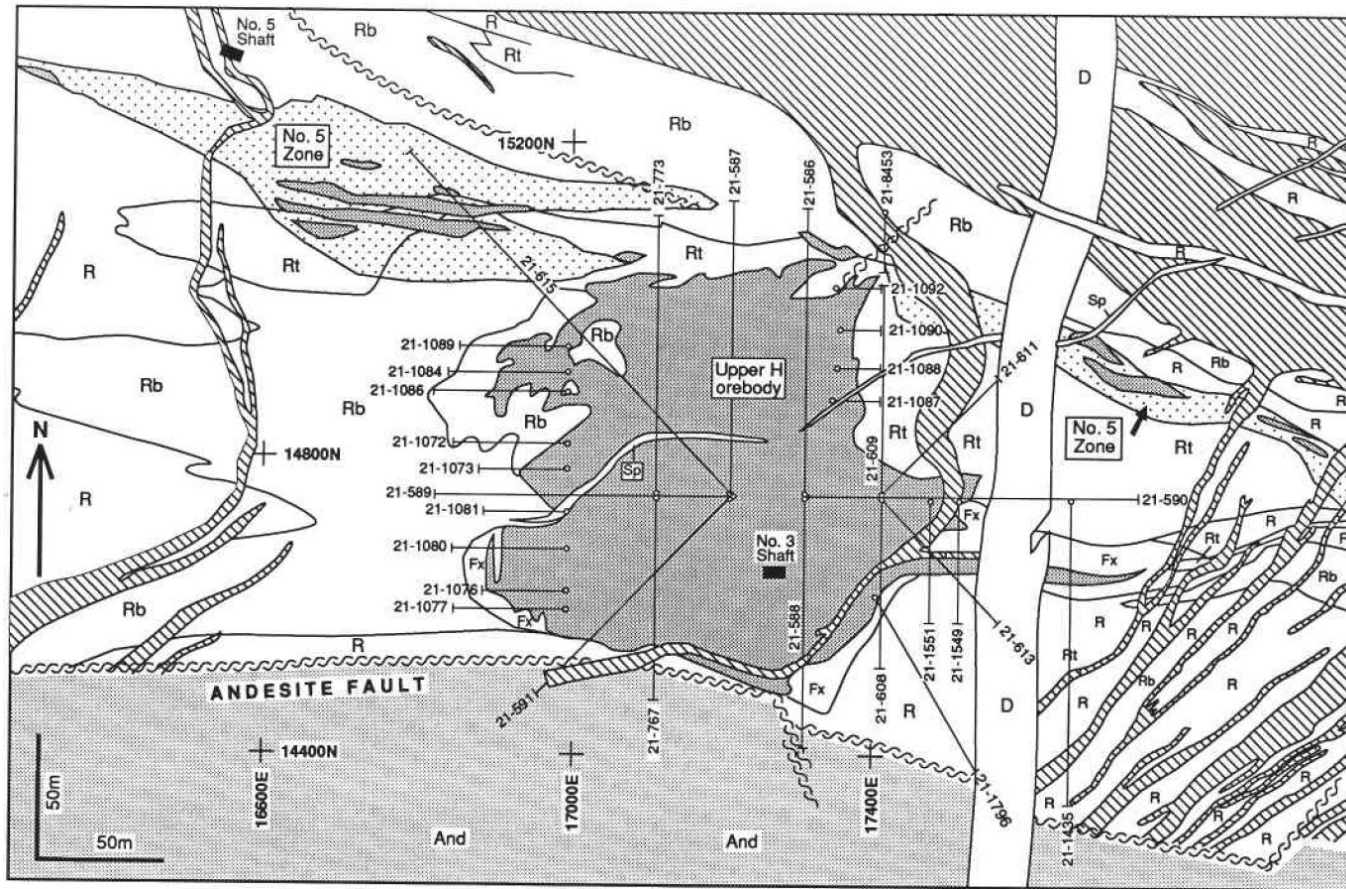 No. 5
Shaft
Rb
R
Rt
D
No. 5
Zone
15200N
Rb
R
R
21-773
21-587
21-586
21-8453
Rb
R
R
Rt
Rt
21-615
21-1092
Sp
21-1089
Rb
21-1090
21-611
Rb
21-1084
Upper H
orebody
21-1088
R
R
Rb
21-1086
Rb
Rb
21-1087
D
No. 5
Zone
Rt
Rt
Rt
N
21-1072
14800N
21-1073
Sp
21-609
R
21-589
21-590
21-1081
Fx
No. 3
Shaft
R
21-1080
Fx
Fx
Rt
R
Rb
21-1076
Rb
21-1077
Fx
21-588
21-1551
21-1549
21-613
R
R
R
R
Rt
R
ANDESITE FAULT
Fx
21-608
R
Rb
R
21-591
21-767
D
R
R
14400N
50m
16600E
17000E
17400E
21-1796
R
R
R
R
50m
And
And
21-1435
R